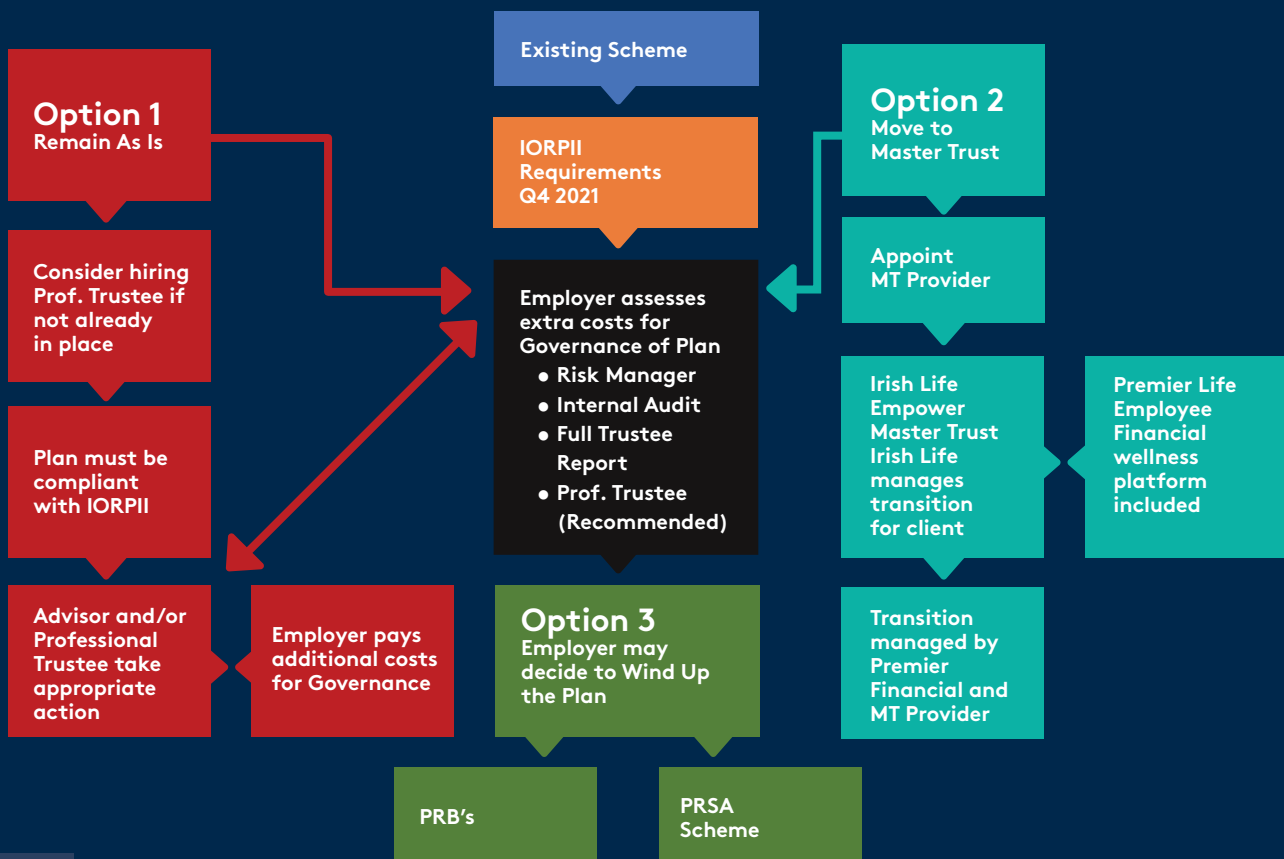 Existing Scheme
IORPII
Requirements
Q4 2021
Employer assesses
extra costs for
Governance of Plan
● Risk Manager
● Internal Audit
● Full Trustee
Report
● Prof. Trustee
(Recommended)
Option 1
Remain As Is
Consider hiring
Prof. Trustee if
not already
in place
Plan must be
compliant
with IORPII
Advisor and/or
Professional
Trustee take
appropriate
action
Employer pays
additional costs
for Governance
Option 2
Move to
Master Trust
Appoint
MT Provider
Irish Life
Empower
Master Trust
Irish Life
manages
transition
for client
Premier Life
Employee
Financial
wellness
platform
included
Transition
managed by
Premier
Financial and
MT Provider
Option 3
Employer may
decide to Wind Up
the Plan
PRB's
PRSA
Scheme